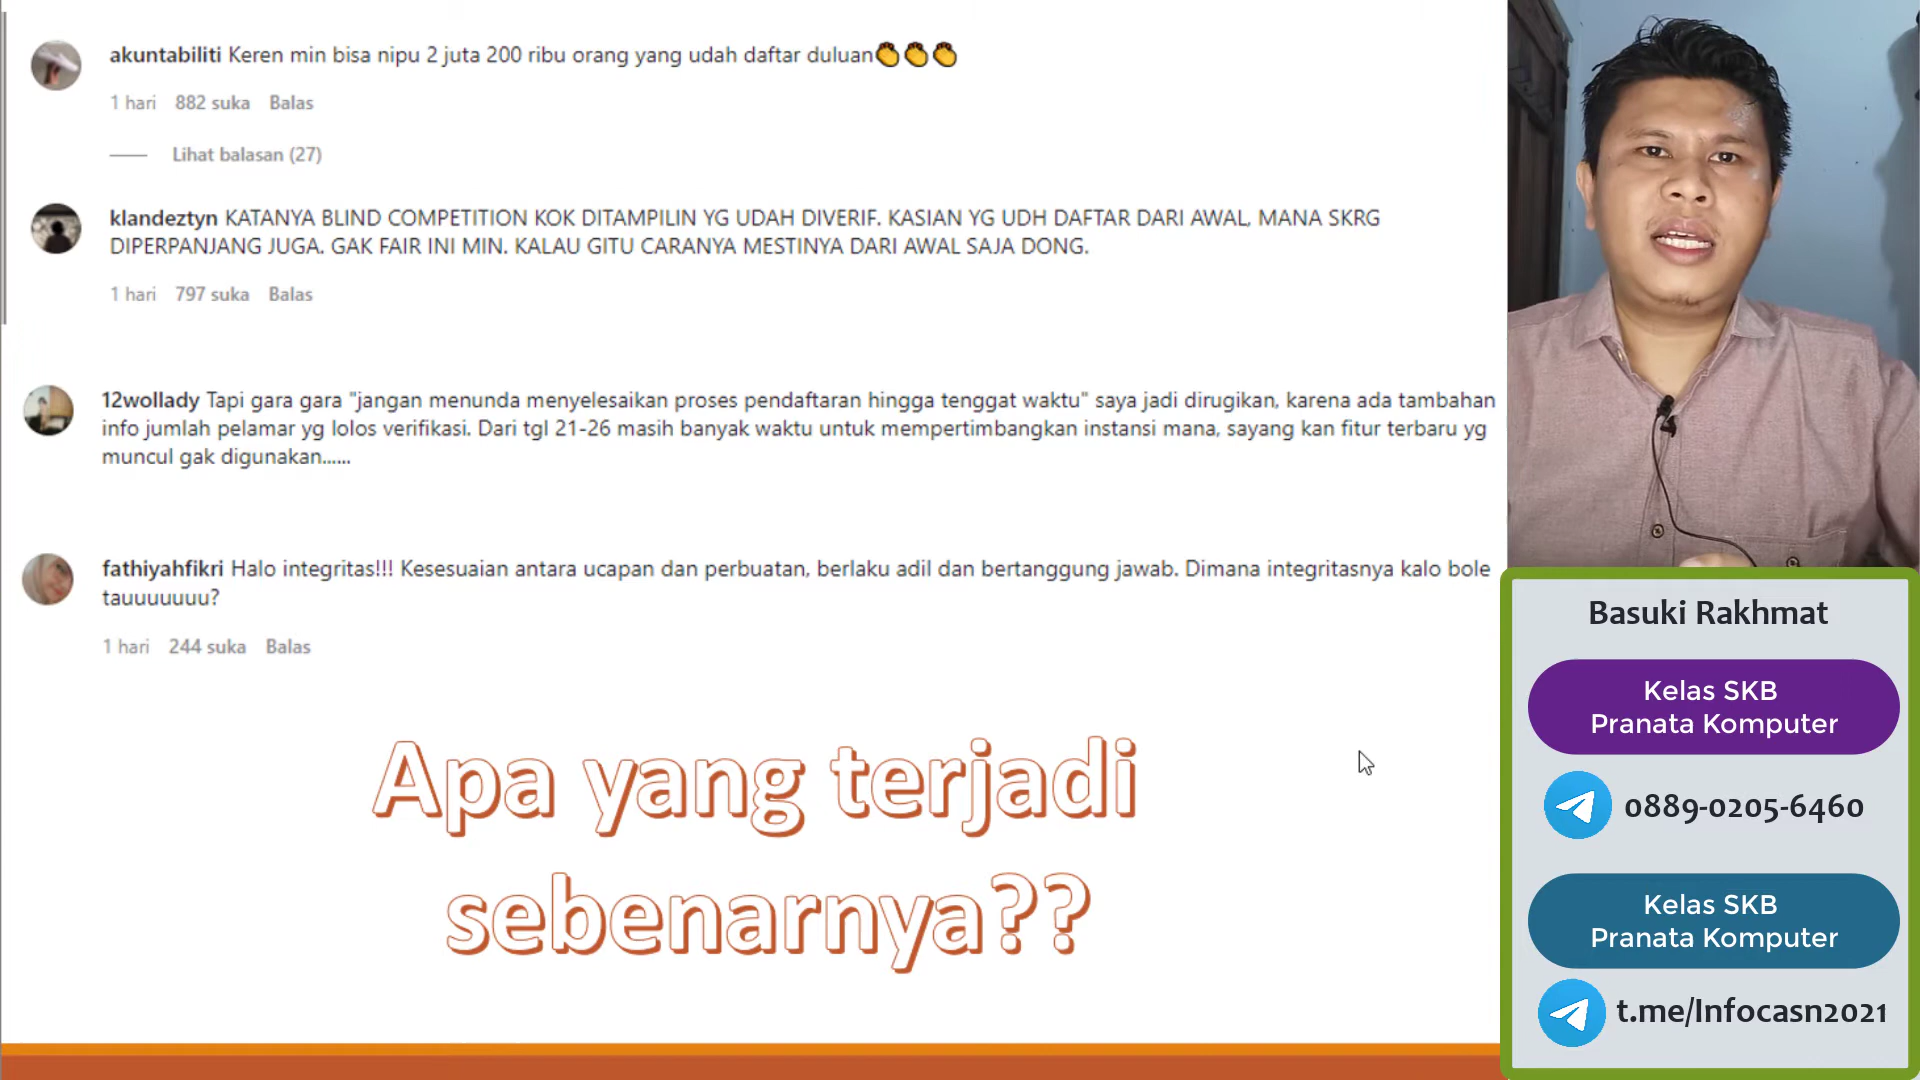 akuntabiliti Keren min bisa nipu 2 juta 200 ribu orang yang udah daftar duluan👏👏👏
1 hari 882 suka Balas
Lihat balasan (27)
klandeztyn KATANYA BLIND COMPETITION KOK DITAMPILIN YG UDAH DIVERIF. KASIAN YG UDH DAFTAR DARI AWAL, MANA SKRG
DIPERPANJANG JUGA. GAK FAIR INI MIN. KALAU GITU CARANYA MESTINYA DARI AWAL SAJA DONG.
1 hari 797 suka Balas
12wollady Tapi gara gara "jangan menunda menyelesaikan proses pendaftaran hingga tenggat waktu" saya jadi dirugikan, karena ada tambahan
info jumlah pelamar yg lolos verifikasi. Dari tgl 21-26 masih banyak waktu untuk mempertimbangkan instansi mana, sayang kan fitur terbaru yg
muncul gak digunakan......
fathiyahfikri Halo integritas!!! Kesesuaian antara ucapan dan perbuatan, berlaku adil dan bertanggung jawab. Dimana integritasnya kalo bole
tauuuuuuu?
1 hari 244 suka Balas
Apa yang terjadi
sebenarnya??
Basuki Rakhmat
Kelas SKB
Pranata Komputer
0889-0205-6460
Kelas SKB
Pranata Komputer
t.me/Infocasn2021